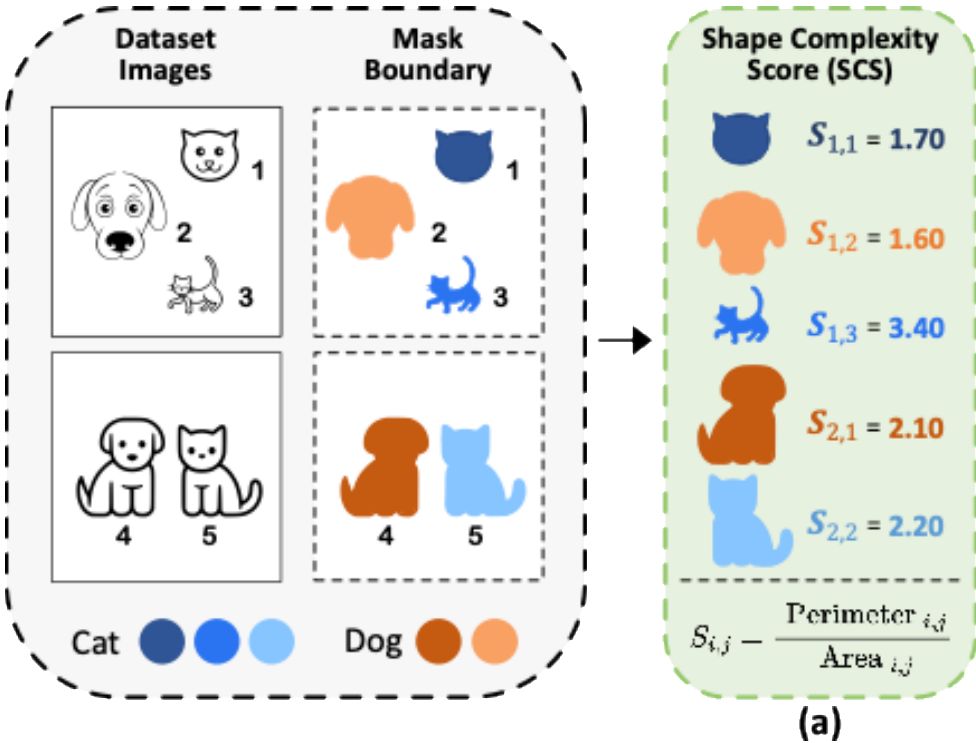 Dataset
Images
Mask
Boundary
1
2
3
1
2
3
4
5
4
5
Cat
Dog
Shape Complexity
Score (SCS)
S1,1 = 1.70
S1,2 = 1.60
S1,3 = 3.40
S2,1 = 2.10
S2,2 = 2.20
Si,j − Perimeter i,j
Area i,j
(a)